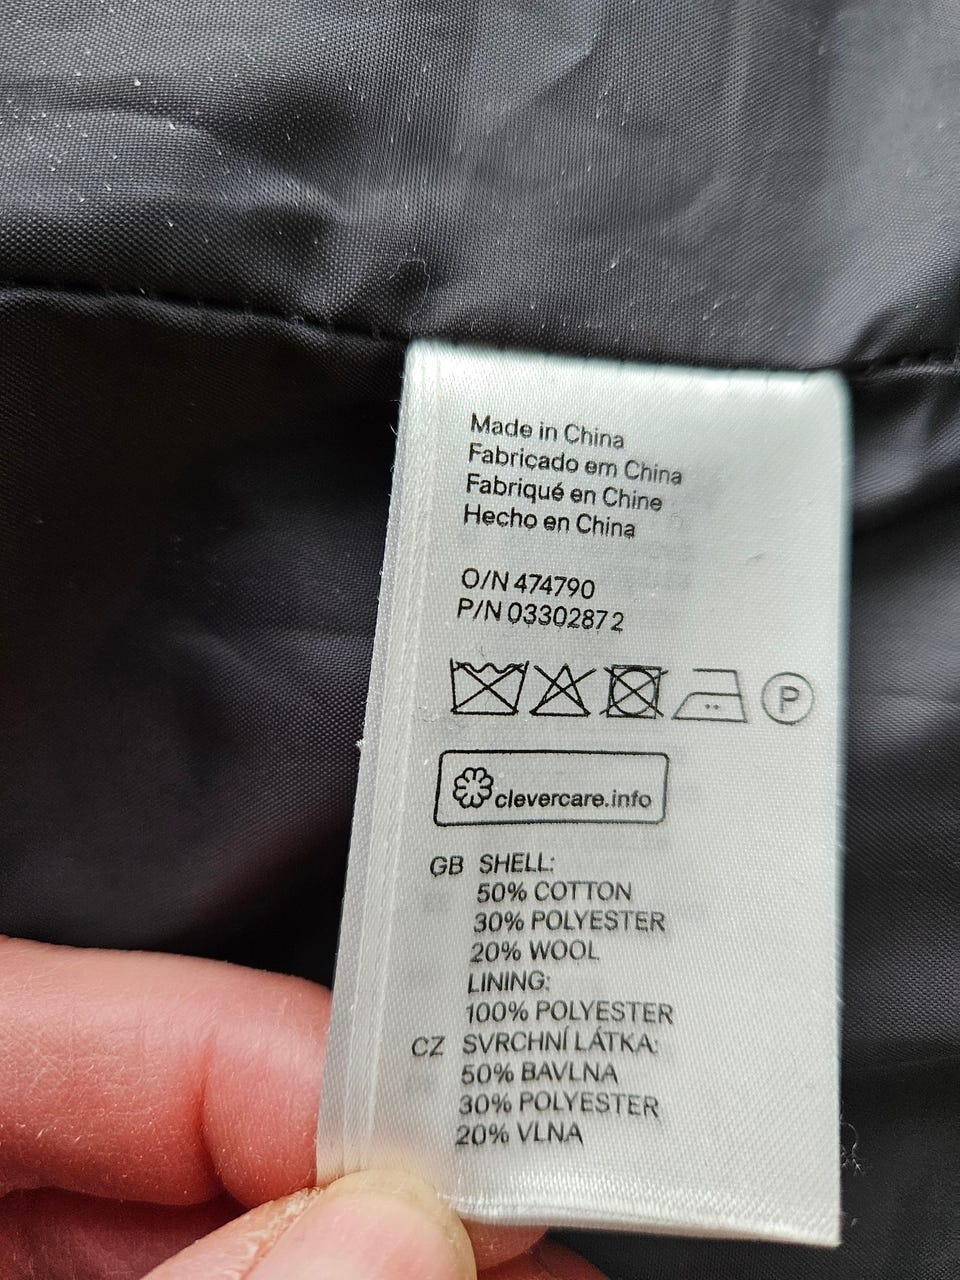 Made in China
Fabricado em China
Fabriqué en Chine
Hecho en China
O/N 474790
P/N 03302872
P
clevercare.info
GB SHELL:
50% COTTON
30% POLYESTER
20% WOOL
LINING:
100% POLYESTER
CZ SVRCHNÍ LÁTKA:
50% BAVLNA
30% POLYESTER
20% VLNA